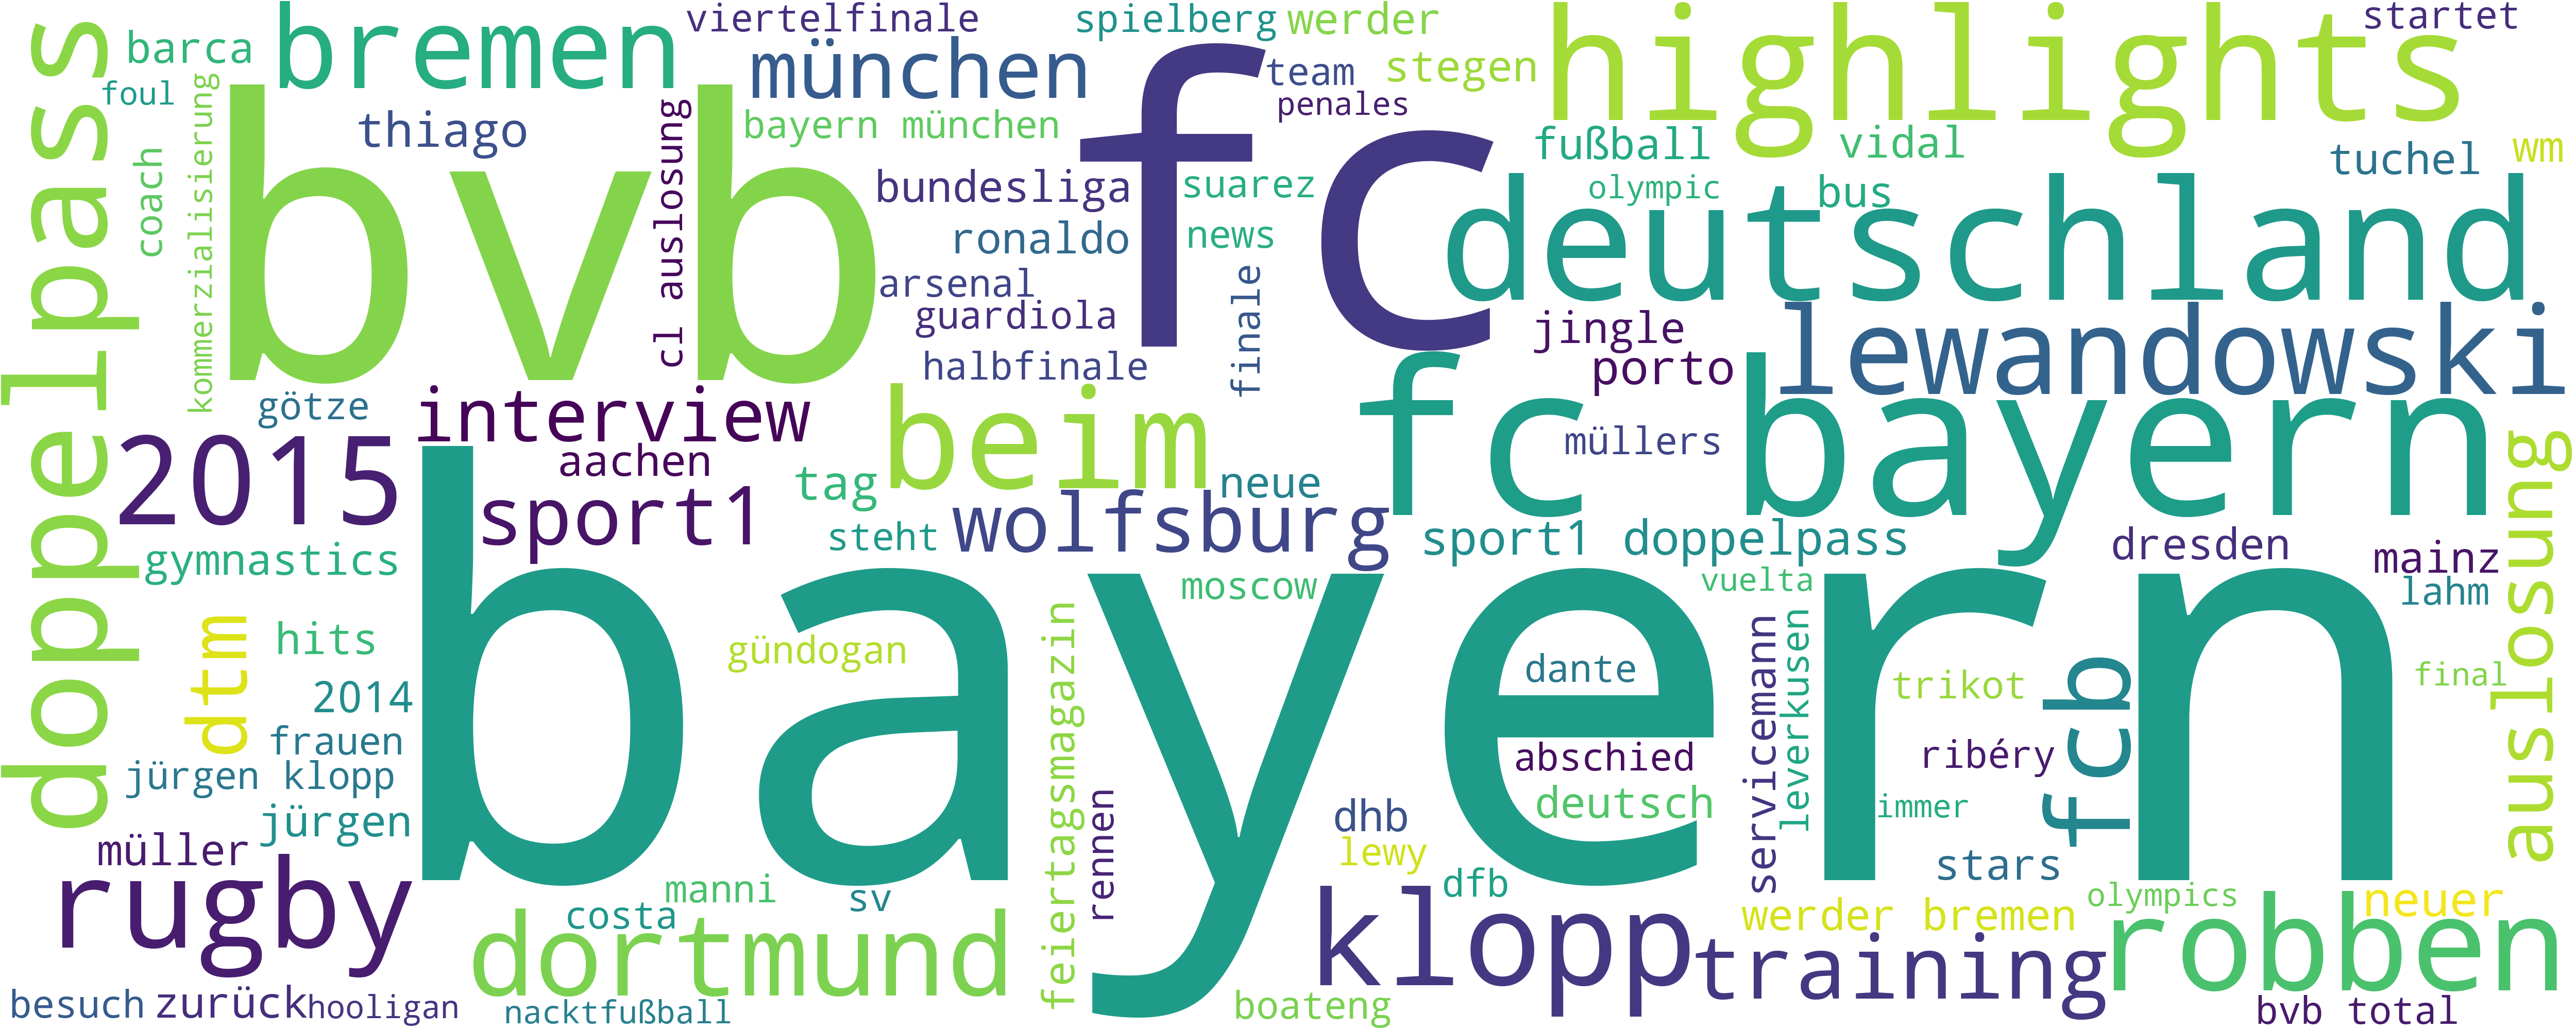 doppelpass
barca
foul
bremen
viertelfinale
spielberg
werder
highlights
startet
münchen
team
stegen
penales
thiago
bayern münchen
coach
kommerzialisierung
bvb
cl auslosung
fc
fußball
vidal
tuchel
wm
bundesliga
suarez
olympic
bus
deutschland
ronaldo
news
arsenal
guardiola
finale
halbfinale
jingle
porto
lewandowski
götze
interview
beim
fc bayern
2015
aachen
müllers
auslosung
sport1
tag
neue
steht
wolfsburg
sport1 doppelpass
dresden
mainz
gymnastics
moscow
vuelta
lahm
bayern
dtm
hits
gündogan
feiertagsmagazin
dante
servicemann
leverkusen
trikot
fcb
final
2014
frauen
abschied
ribéry
jürgen klopp
rennen
deutsch
immer
jürgen
dhb
müller
lewy
stars
rugby
manni
sv
dfb
olympics
neuer
costa
dortmund
klopp
werder bremen
training
robben
besuch
zurück
hooligan
nacktfußball
boateng
bvb total